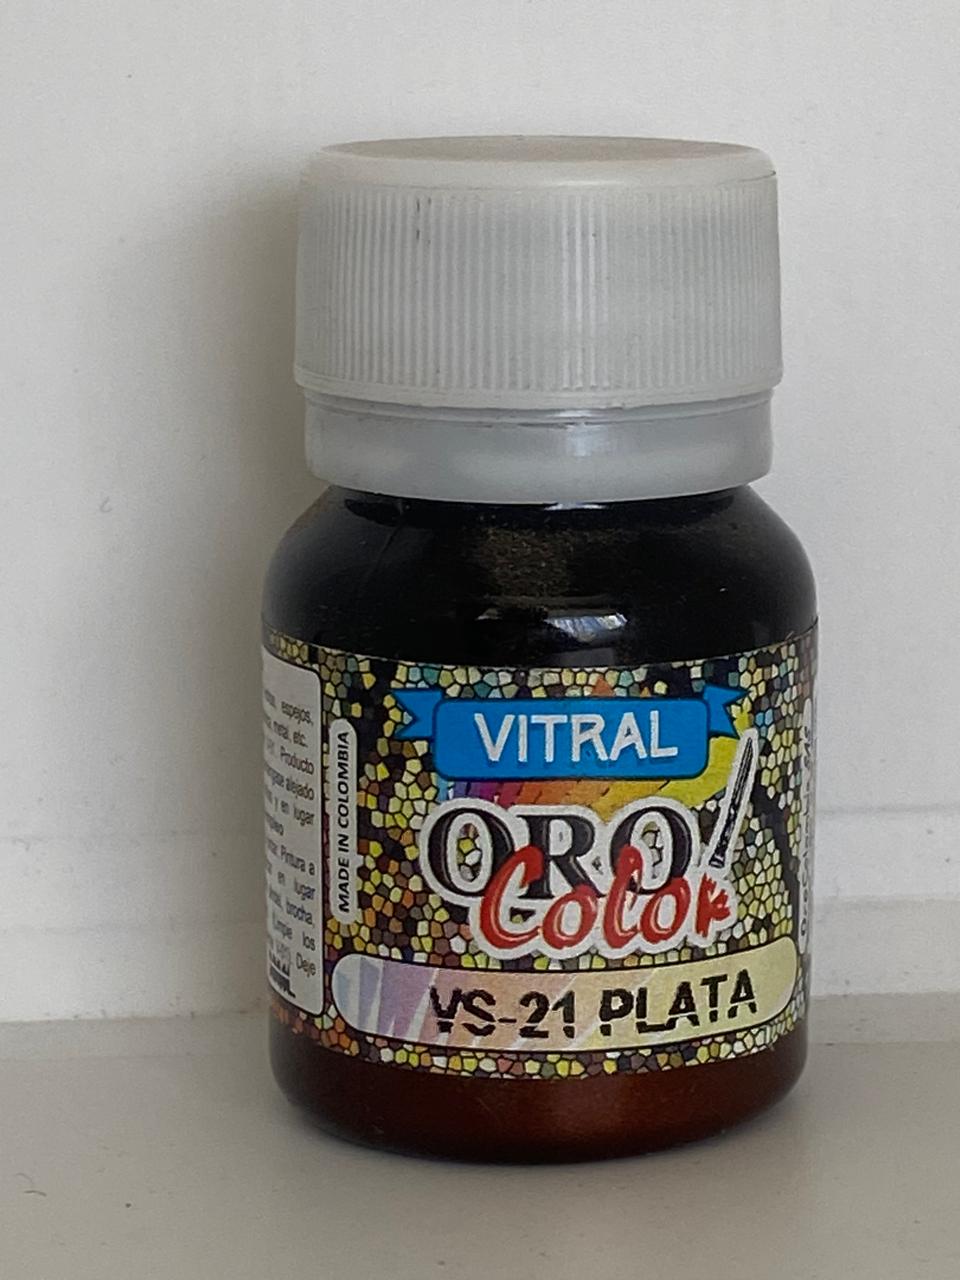 VITRAL
ORO
Color
VS-21 PLATA
MADE IN COLOMBIA
espejos,
metal, etc.
Producto
alejado
y en lugar
Pintura a
en lugar
brocha,
limpie los
Deje